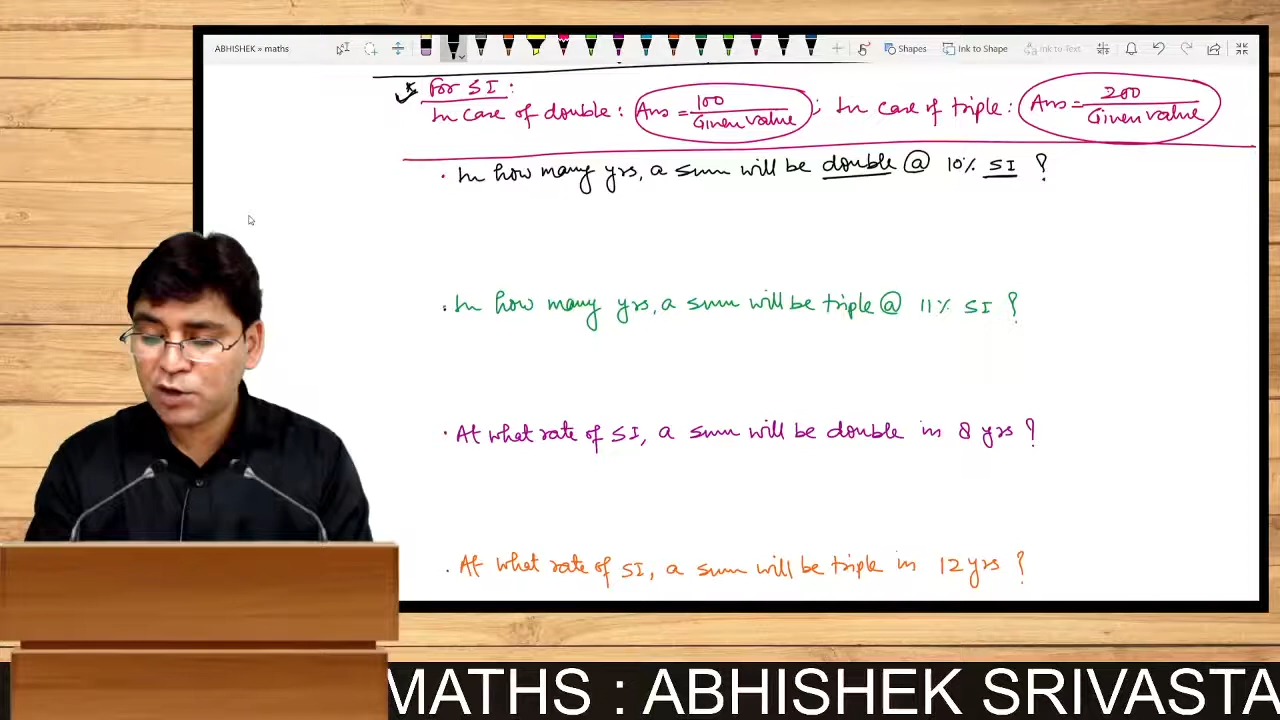 ABHISHEK » maths
Shapes
Ink to Shape
Ink to Text
For SI :
In case of double : Ans = 100 / Given value ; In case of triple : Ans = 200 / Given value
· In how many yrs, a sum will be double @ 10% SI ?
· In how many yrs, a sum will be triple @ 11% SI ?
· At what rate of SI, a sum will be double in 8 yrs ?
· At what rate of SI, a sum will be triple in 12 yrs ?
MATHS : ABHISHEK SRIVASTA